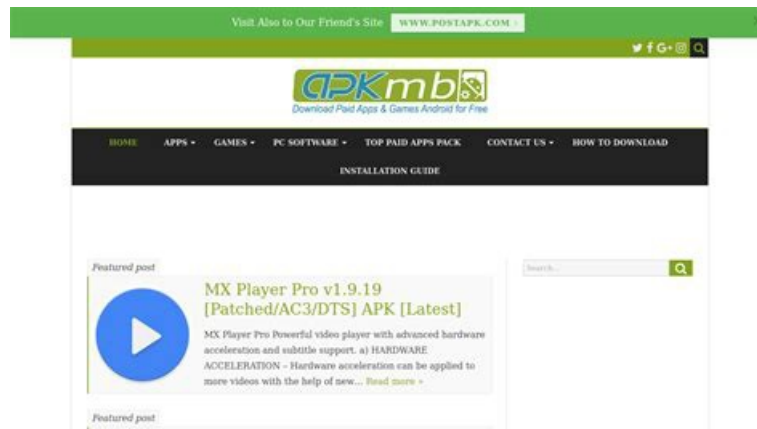 Visit Also to Our Friend's Site WWW.POSTAPK.COM
APKmb
Download Paid Apps & Games Android for Free
HOME APPS GAMES PC SOFTWARE TOP PAID APPS PACK CONTACT US HOW TO DOWNLOAD
INSTALLATION GUIDE
Featured post
Search...
MX Player Pro v1.9.19
[Patched/AC3/DTS] APK [Latest]
MX Player Pro Powerful video player with advanced hardware
acceleration and subtitle support. a) HARDWARE
ACCELERATION – Hardware acceleration can be applied to
more videos with the help of new... Read more »
Featured post